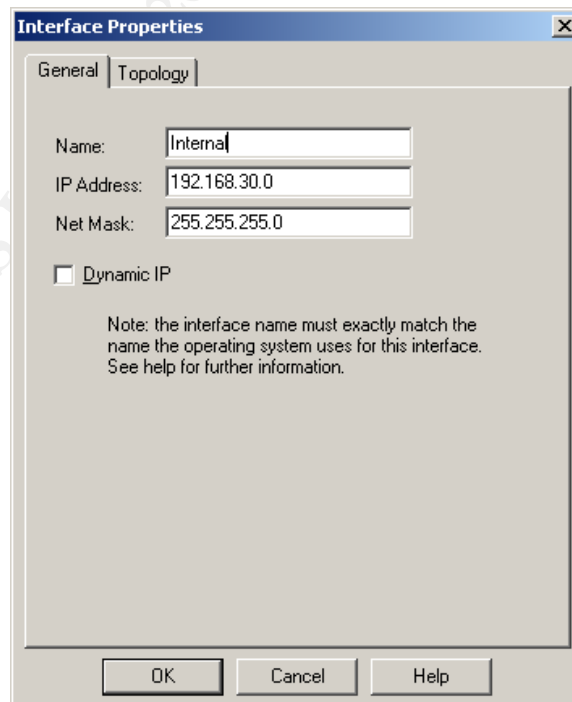 Interface Properties
General
Topology
Name:
Internal
IP Address:
192.168.30.0
Net Mask:
255.255.255.0
Dynamic IP
Note: the interface name must exactly match the
name the operating system uses for this interface.
See help for further information.
OK
Cancel
Help